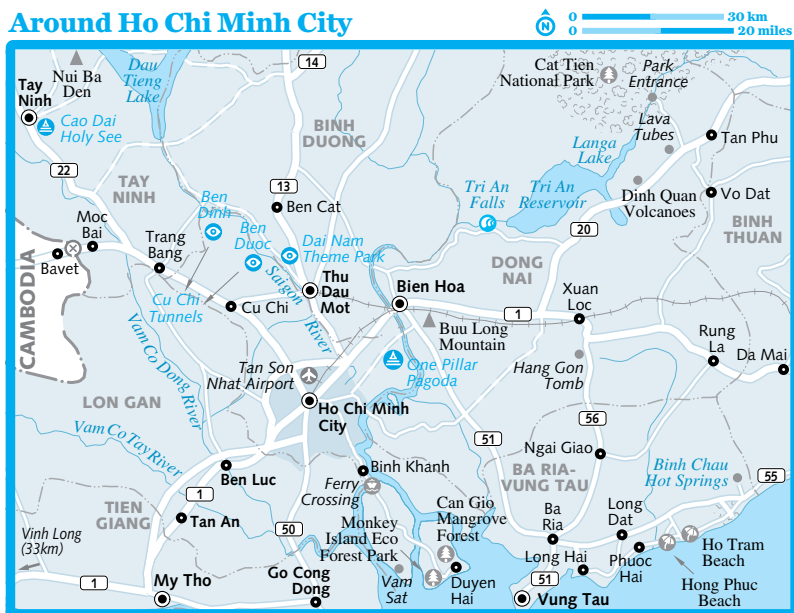 Around Ho Chi Minh City
N
0 30 km
0 20 miles
Nui Ba
Den
Dau
Tieng
Lake
14
Cat Tien
National Park
Park
Entrance
Tay
Ninh
Cao Dai
Holy See
BINH
DUONG
Lava
Tubes
Tan Phu
Langa
Lake
22
TAY
NINH
13
Ben Cat
Tri An
Falls
Tri An
Reservoir
Dinh Quan
Volcanoes
Vo Dat
Ben
Dinh
Ben
Duoc
Dai Nam
Theme Park
20
BINH
THUAN
Moc
Bai
Bavet
Trang
Bang
DONG
NAI
CAMBODIA
Cu Chi
Tunnels
Cu Chi
Saigon
River
Thu
Dau
Mot
Bien Hoa
1
Xuan
Loc
Buu Long
Mountain
Rung
La
Da Mai
Vam Co Dong River
Tan Son
Nhat Airport
One Pillar
Pagoda
Hang Gon
Tomb
LON GAN
Ho Chi Minh
City
56
Vam Co Tay River
51
Ngai Giao
Ben Luc
Binh Khanh
BA RIA-
VUNG TAU
Binh Chau
Hot Springs
55
Ferry
Crossing
TIEN
GIANG
1
Tan An
50
Can Gio
Mangrove
Forest
Monkey
Island Eco
Forest Park
Ba
Ria
Long
Dat
Vinh Long
(33km)
Ho Tram
Beach
Long Hai
Phuoc
Hai
Hong Phuc
Beach
1
My Tho
Go Cong
Dong
Vam
Sat
Duyen
Hai
51
Vung Tau